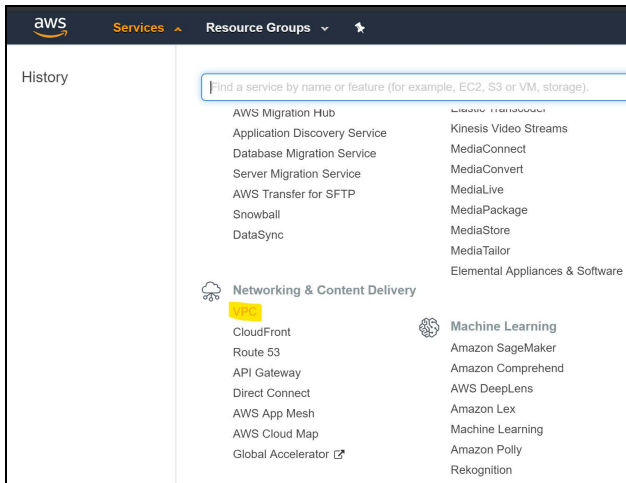 aws Services Resource Groups
History
Find a service by name or feature (for example, EC2, S3 or VM, storage).
AWS Migration Hub
Application Discovery Service
Database Migration Service
Server Migration Service
AWS Transfer for SFTP
Snowball
DataSync
Networking & Content Delivery
VPC
CloudFront
Route 53
API Gateway
Direct Connect
AWS App Mesh
AWS Cloud Map
Global Accelerator
Elastic Transcoder
Kinesis Video Streams
MediaConnect
MediaConvert
MediaLive
MediaPackage
MediaStore
MediaTailor
Elemental Appliances & Software
Machine Learning
Amazon SageMaker
Amazon Comprehend
AWS DeepLens
Amazon Lex
Machine Learning
Amazon Polly
Rekognition